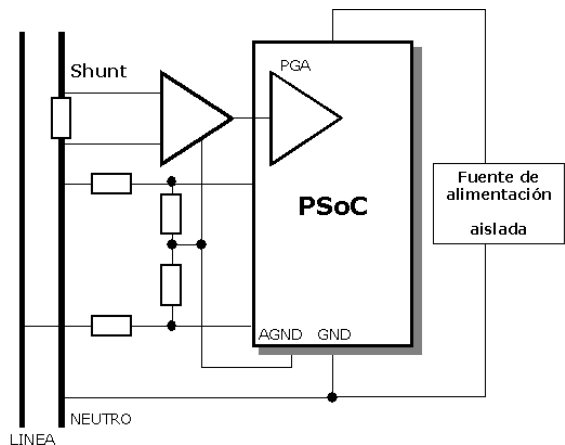 Shunt
PGA
PSoC
Fuente de
alimentación
aislada
AGND
GND
NEUTRO
LINEA